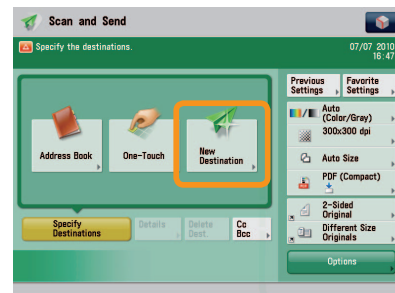 Scan and Send
Specify the destinations.
07/07 2010
16:47
Previous
Settings
Favorite
Settings
Address Book
One-Touch
New
Destination
Auto
(Color/Gray)
300x300 dpi
Auto Size
PDF (Compact)
2-Sided
Original
Different Size
Originals
Specify
Destinations
Details
Delete
Dest.
Cc
Bcc
Options